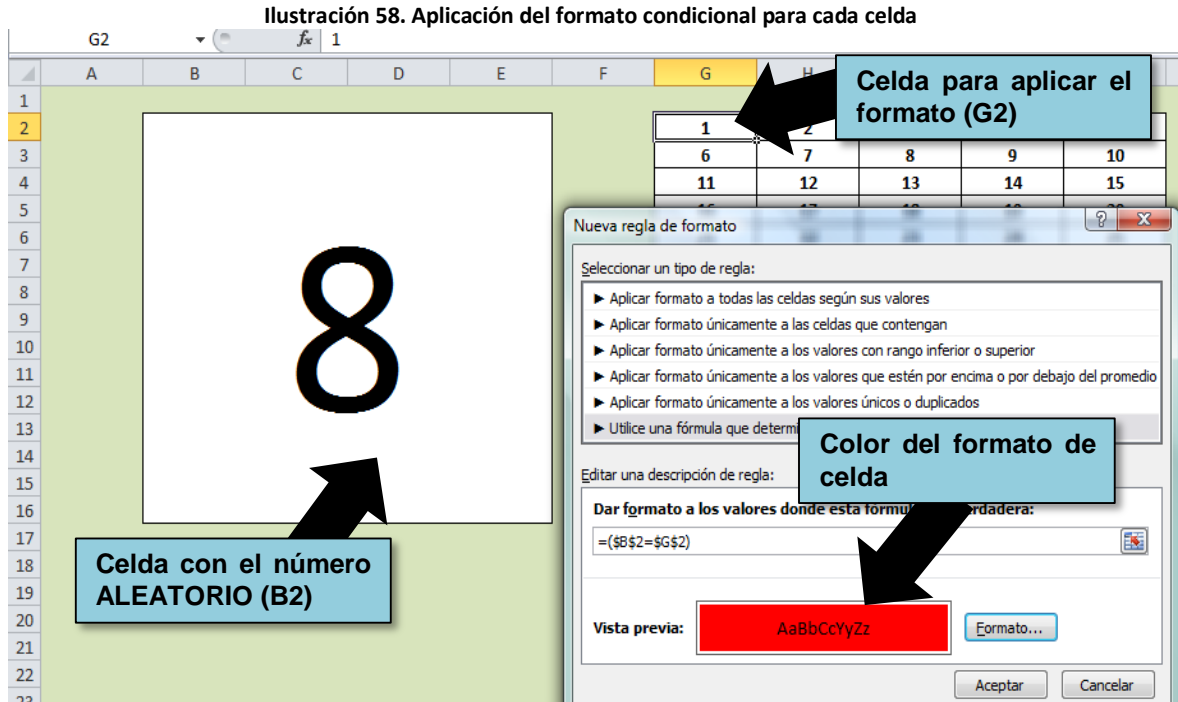 Ilustración 58. Aplicación del formato condicional para cada celda
G2 fx 1
A B C D E F G H
1
2 1 2
3 6 7 8 9 10
4 11 12 13 14 15
5
6
7
8
9
10
11
12
13
14
15
16
17
18
19
20
21
22
23
8
Celda para aplicar el
formato (G2)
Nueva regla de formato
Seleccionar un tipo de regla:
► Aplicar formato a todas las celdas según sus valores
► Aplicar formato únicamente a las celdas que contengan
► Aplicar formato únicamente a los valores con rango inferior o superior
► Aplicar formato únicamente a los valores que estén por encima o por debajo del promedio
► Aplicar formato únicamente a los valores únicos o duplicados
► Utilice una fórmula que
Color del formato de
celda
Editar una descripción de regla:
Dar formato a los valores donde esta
=($B$2=$G$2)
Celda con el número
ALEATORIO (B2)
Vista previa: AaBbCcYyZz Formato...
Aceptar Cancelar